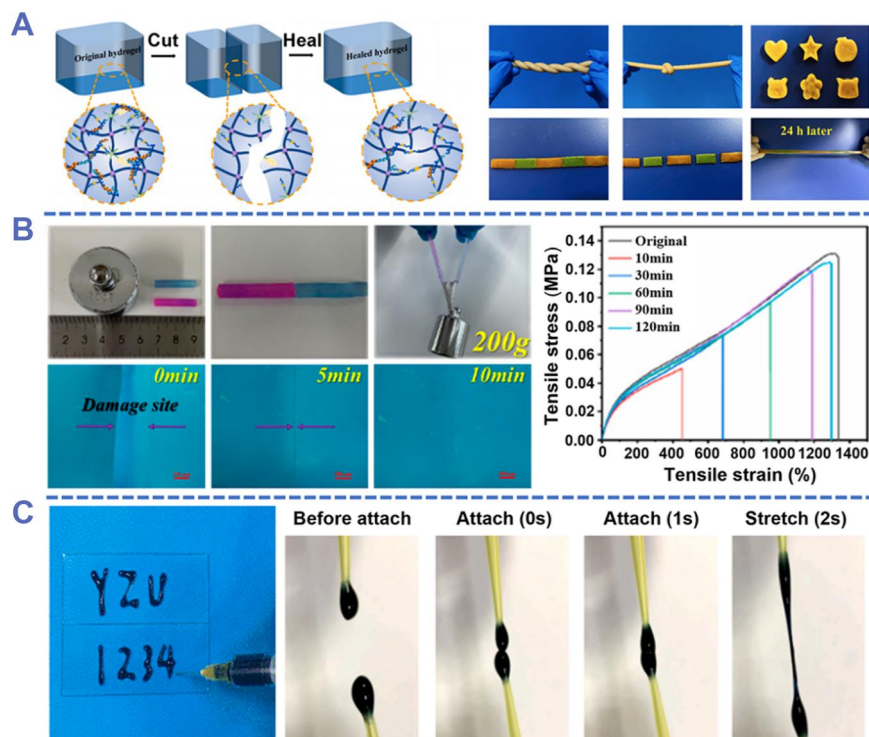 A
Original hydrogel
Cut
Heal
Healed hydrogel
24 h later
B
2 3 4 5 6 7 8 9
200g
0min
Damage site
5min
10min
Tensile stress (MPa)
0.14
0.12
0.10
0.08
0.06
0.04
0.02
0.00
Original
10min
30min
60min
90min
120min
0 200 400 600 800 1000 1200 1400
Tensile strain (%)
C
YZU
1234
Before attach
Attach (0s)
Attach (1s)
Stretch (2s)